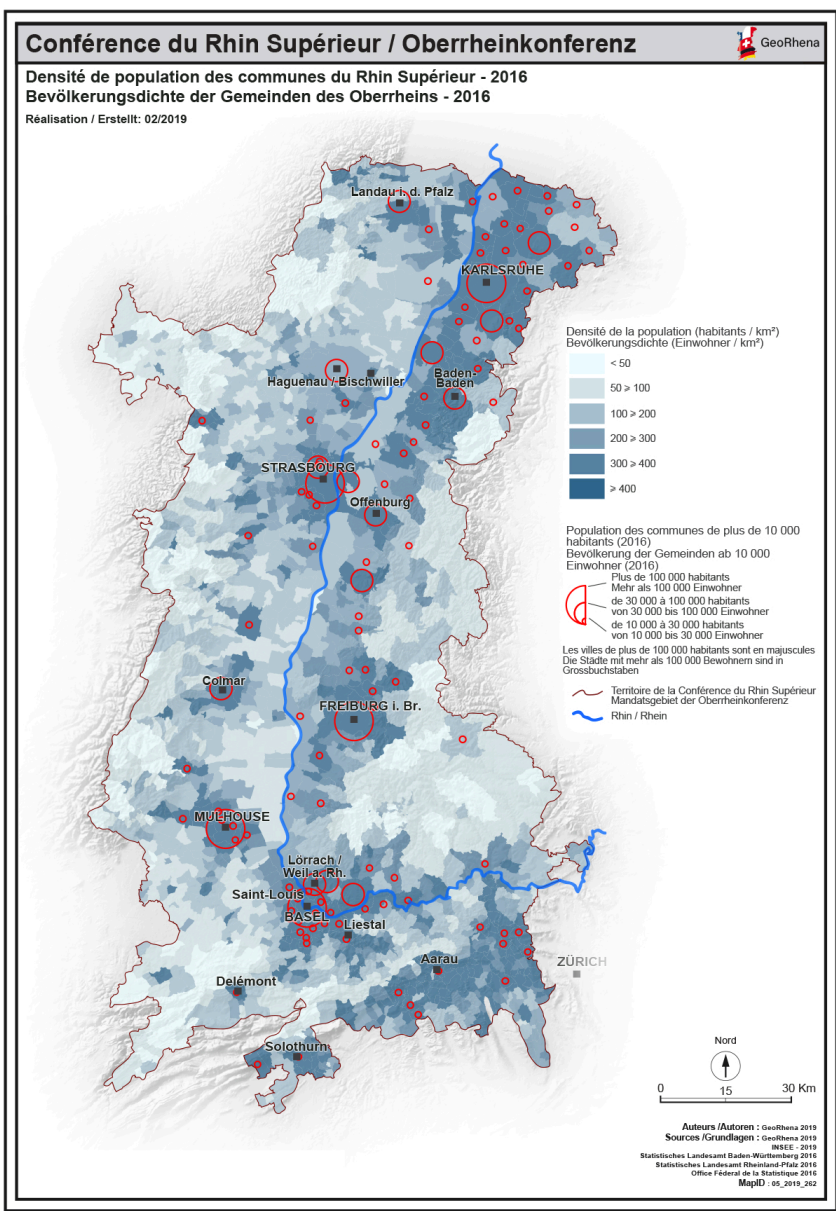 Conférence du Rhin Supérieur / Oberrheinkonferenz
GeoRhena
Densité de population des communes du Rhin Supérieur - 2016
Bevölkerungsdichte der Gemeinden des Oberrheins - 2016
Réalisation / Erstellt: 02/2019
Landau i. d. Pfalz
KARLSRUHE
Haguenau / Bischwiller
Baden-
Baden
STRASBOURG
Offenburg
Colmar
FREIBURG i. Br.
MULHOUSE
Lörrach /
Weil a. Rh.
Saint-Louis
BASEL
Liestal
Aarau
ZÜRICH
Delémont
Solothurn
Densité de la population (habitants / km²)
Bevölkerungsdichte (Einwohner / km²)
< 50
50 ≥ 100
100 ≥ 200
200 ≥ 300
300 ≥ 400
≥ 400
Population des communes de plus de 10 000
habitants (2016)
Bevölkerung der Gemeinden ab 10 000
Einwohner (2016)
Plus de 100 000 habitants
Mehr als 100 000 Einwohner
de 30 000 à 100 000 habitants
von 30 000 bis 100 000 Einwohner
de 10 000 à 30 000 habitants
von 10 000 bis 30 000 Einwohner
Les villes de plus de 100 000 habitants sont en majuscules
Die Städte mit mehr als 100 000 Bewohnern sind in
Grossbuchstaben
Territoire de la Conférence du Rhin Supérieur
Mandatsgebiet der Oberrheinkonferenz
Rhin / Rhein
Nord
0 15 30 Km
Auteurs /Autoren : GeoRhena 2019
Sources /Grundlagen : GeoRhena 2019
INSEE - 2019
Statistisches Landesamt Baden-Württemberg 2016
Statistisches Landesamt Rheinland-Pfalz 2016
Office Féderal de la Statistique 2016
MapID : 05_2019_262